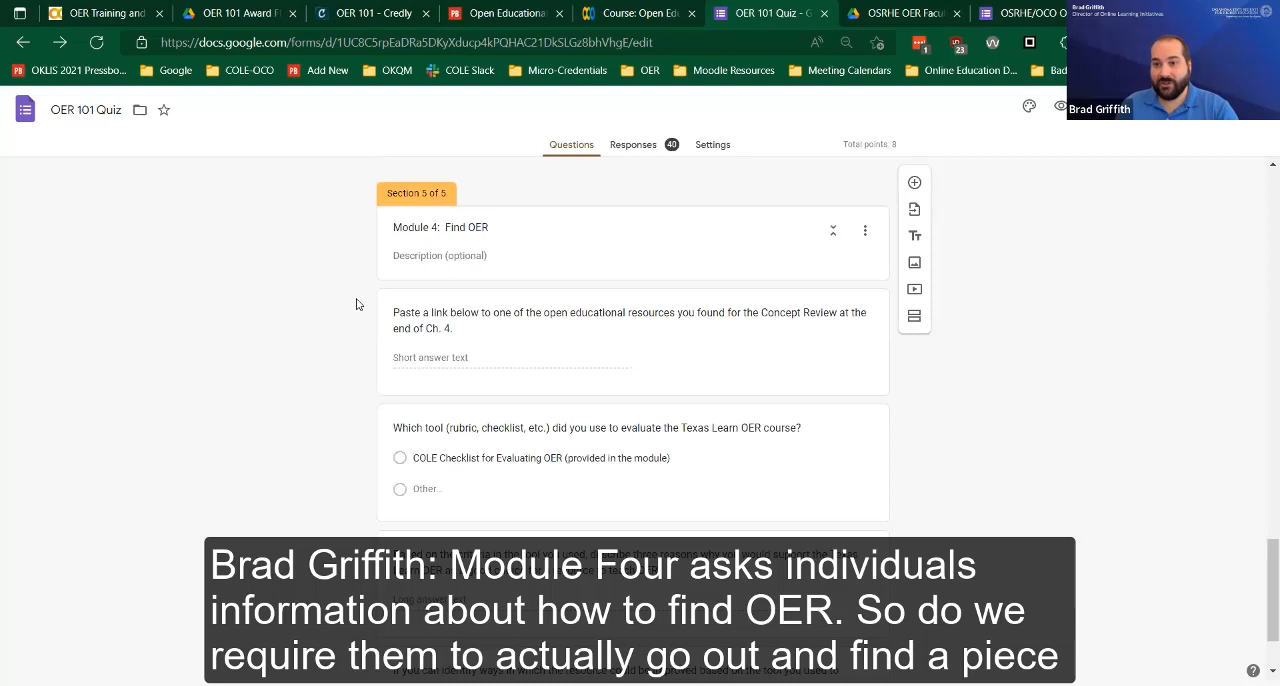 OER Training and
OER 101 Award F
OER 101 - Credly
Open Educationa
Course: Open Ed
OER 101 Quiz - G
OSRHE OER Facu
OSRHE/OCO O
Brad Griffith
Director of Online Learning Initiatives
https://docs.google.com/forms/d/1UC8C5rpEaDRa5DKyXducp4kPQHAC21DkSLGz8bhVhgE/edit
1
23
OKLIS 2021 Pressbo...
Google
COLE-OCO
Add New
OKQM
COLE Slack
Micro-Credentials
OER
Moodle Resources
Meeting Calendars
Online Education D...
Bad
Brad Griffith
OER 101 Quiz
Questions
Responses
40
Settings
Total points: 8
Section 5 of 5
Module 4: Find OER
Description (optional)
Paste a link below to one of the open educational resources you found for the Concept Review at the
end of Ch. 4.
Short answer text
Which tool (rubric, checklist, etc.) did you use to evaluate the Texas Learn OER course?
COLE Checklist for Evaluating OER (provided in the module)
Other...
Brad Griffith: Module Four asks individuals
information about how to find OER. So do we
require them to actually go out and find a piece